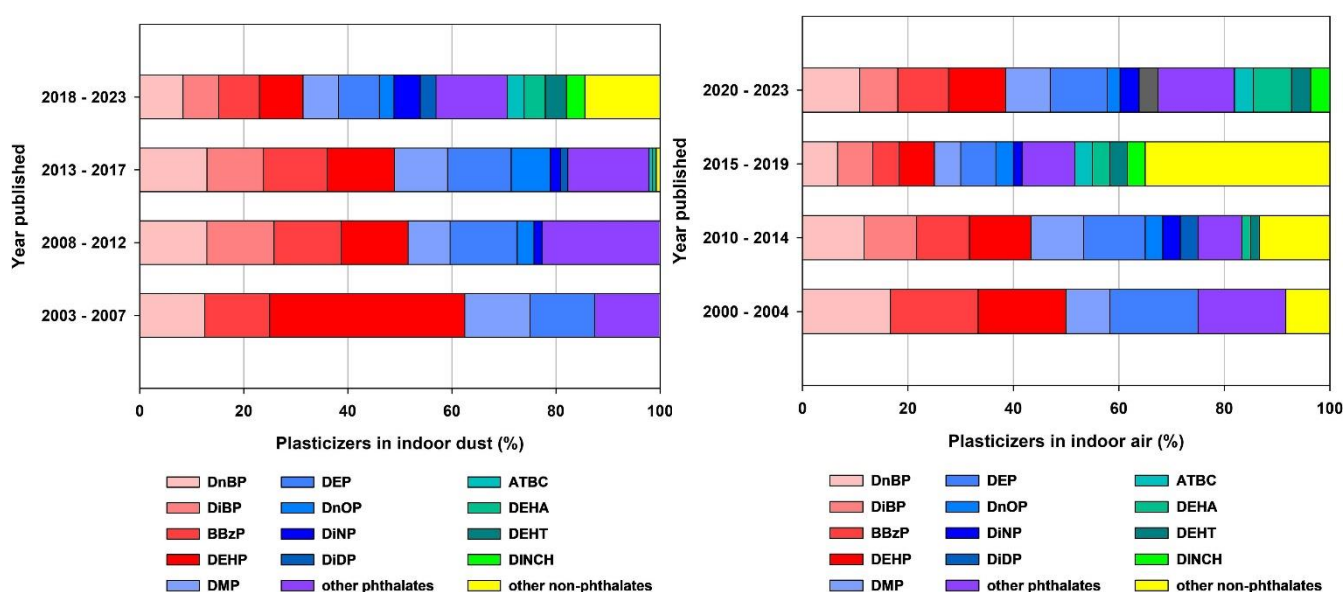 Year published
2018 - 2023
2013 - 2017
2008 - 2012
2003 - 2007
0 20 40 60 80 100
Plasticizers in indoor dust (%)
DnBP DEP ATBC
DiBP DnOP DEHA
BBzP DiNP DEHT
DEHP DiDP DINCH
DMP other phthalates other non-phthalates
Year published
2020 - 2023
2015 - 2019
2010 - 2014
2000 - 2004
0 20 40 60 80 100
Plasticizers in indoor air (%)
DnBP DEP ATBC
DiBP DnOP DEHA
BBzP DiNP DEHT
DEHP DiDP DINCH
DMP other phthalates other non-phthalates